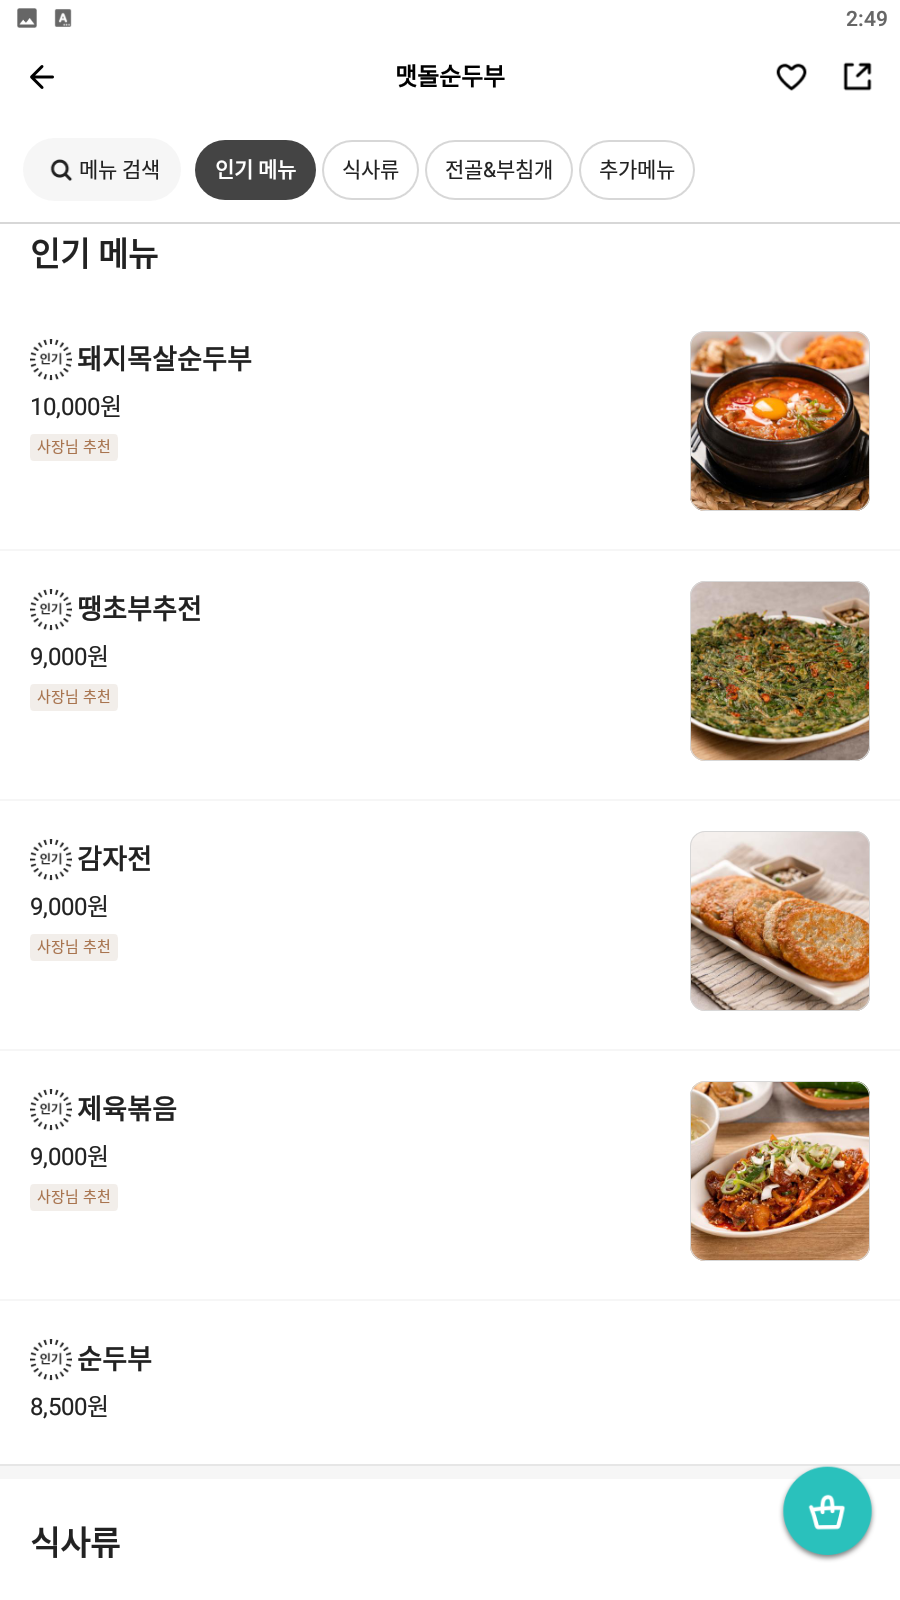 2:49
맷돌순두부
메뉴 검색
인기 메뉴
식사류
전골&부침개
추가메뉴
인기 메뉴
인기 돼지목살순두부
10,000원
사장님 추천
인기 땡초부추전
9,000원
사장님 추천
인기 감자전
9,000원
사장님 추천
인기 제육볶음
9,000원
사장님 추천
인기 순두부
8,500원
식사류